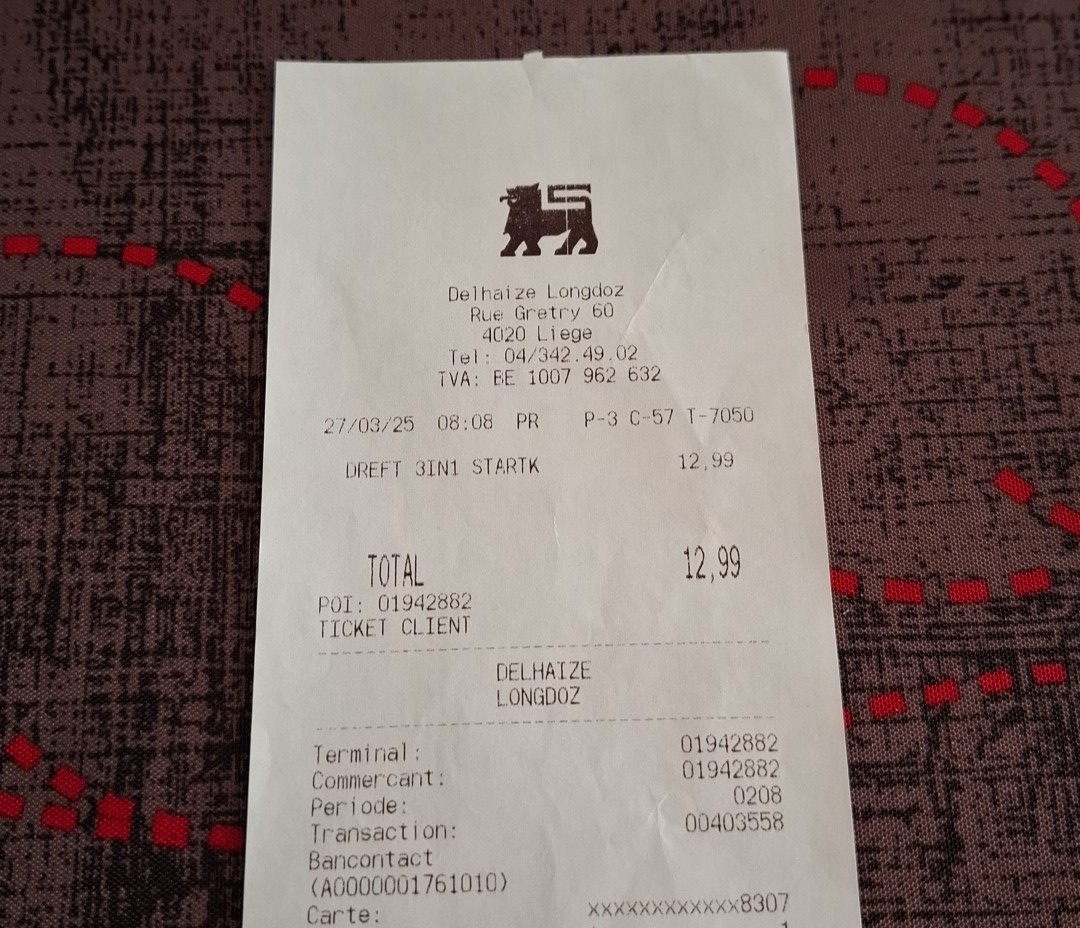 Delhaize Longdoz
Rue Gretry 60
4020 Liege
Tel: 04/342.49.02
TVA: BE 1007 962 632
27/03/25 08:08 PR P-3 C-57 T-7050
DREFT 3IN1 STARTK 12,99
TOTAL 12,99
POI: 01942882
TICKET CLIENT
DELHAIZE
LONGDOZ
Terminal: 01942882
Commercant: 01942882
Periode: 0208
Transaction: 00403558
Bancontact
(A0000001761010)
Carte: xxxxxxxxxxxx8307